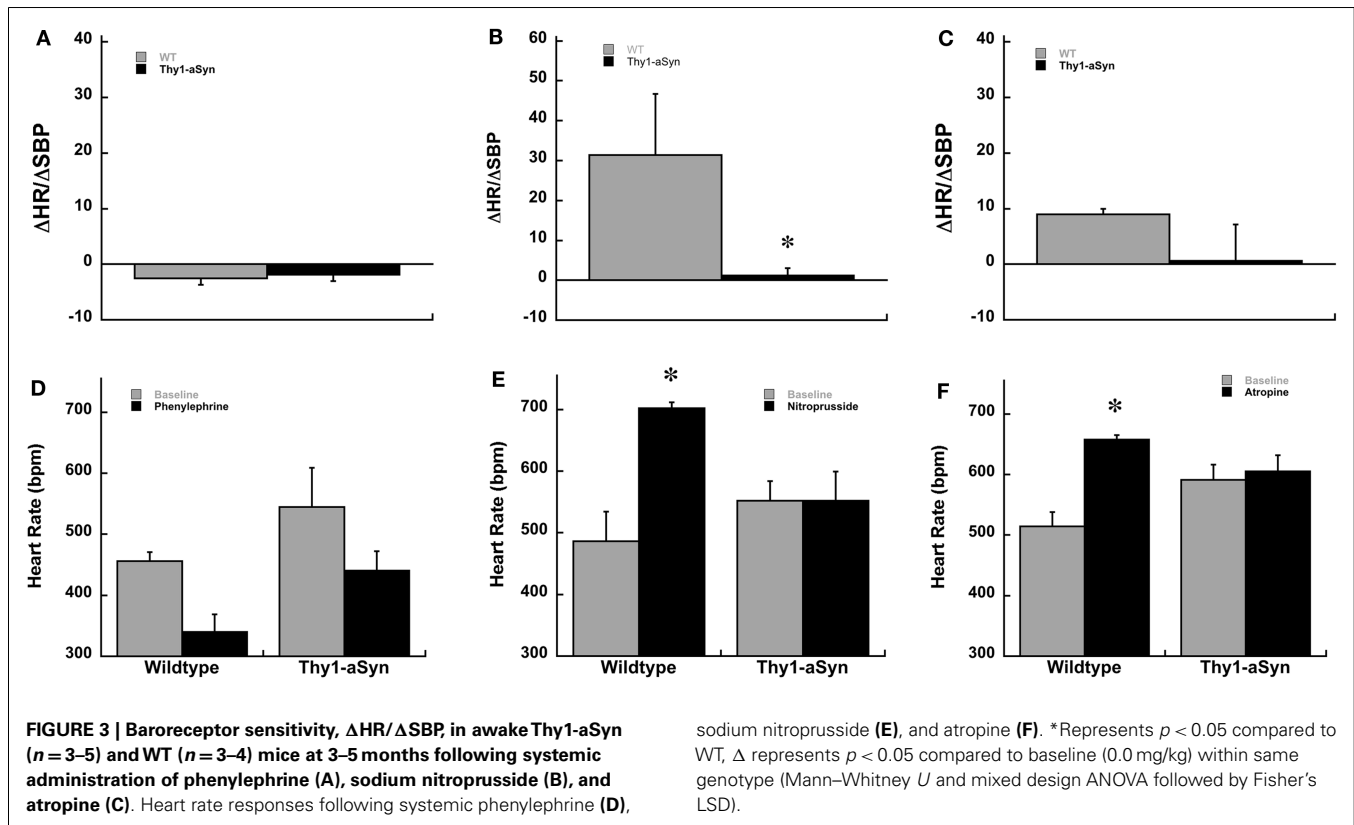 A
40
30
20
10
0
-10
ΔHR/ΔSBP
WT
Thy1-aSyn
B
60
50
40
30
20
10
0
-10
ΔHR/ΔSBP
WT
Thy1-aSyn
*
C
40
30
20
10
0
-10
ΔHR/ΔSBP
WT
Thy1-aSyn
D
700
600
500
400
300
Heart Rate (bpm)
Baseline
Phenylephrine
Wildtype Thy1-aSyn
E
700
600
500
400
300
Heart Rate (bpm)
Baseline
Nitroprusside
*
Wildtype Thy1-aSyn
F
700
600
500
400
300
Heart Rate (bpm)
Baseline
Atropine
*
Wildtype Thy1-aSyn
FIGURE 3 | Baroreceptor sensitivity, ΔHR/ΔSBP, in awake Thy1-aSyn
(n = 3–5) and WT (n = 3–4) mice at 3–5 months following systemic
administration of phenylephrine (A), sodium nitroprusside (B), and
atropine (C). Heart rate responses following systemic phenylephrine (D),
sodium nitroprusside (E), and atropine (F). *Represents p < 0.05 compared to
WT, Δ represents p < 0.05 compared to baseline (0.0 mg/kg) within same
genotype (Mann–Whitney U and mixed design ANOVA followed by Fisher's
LSD).